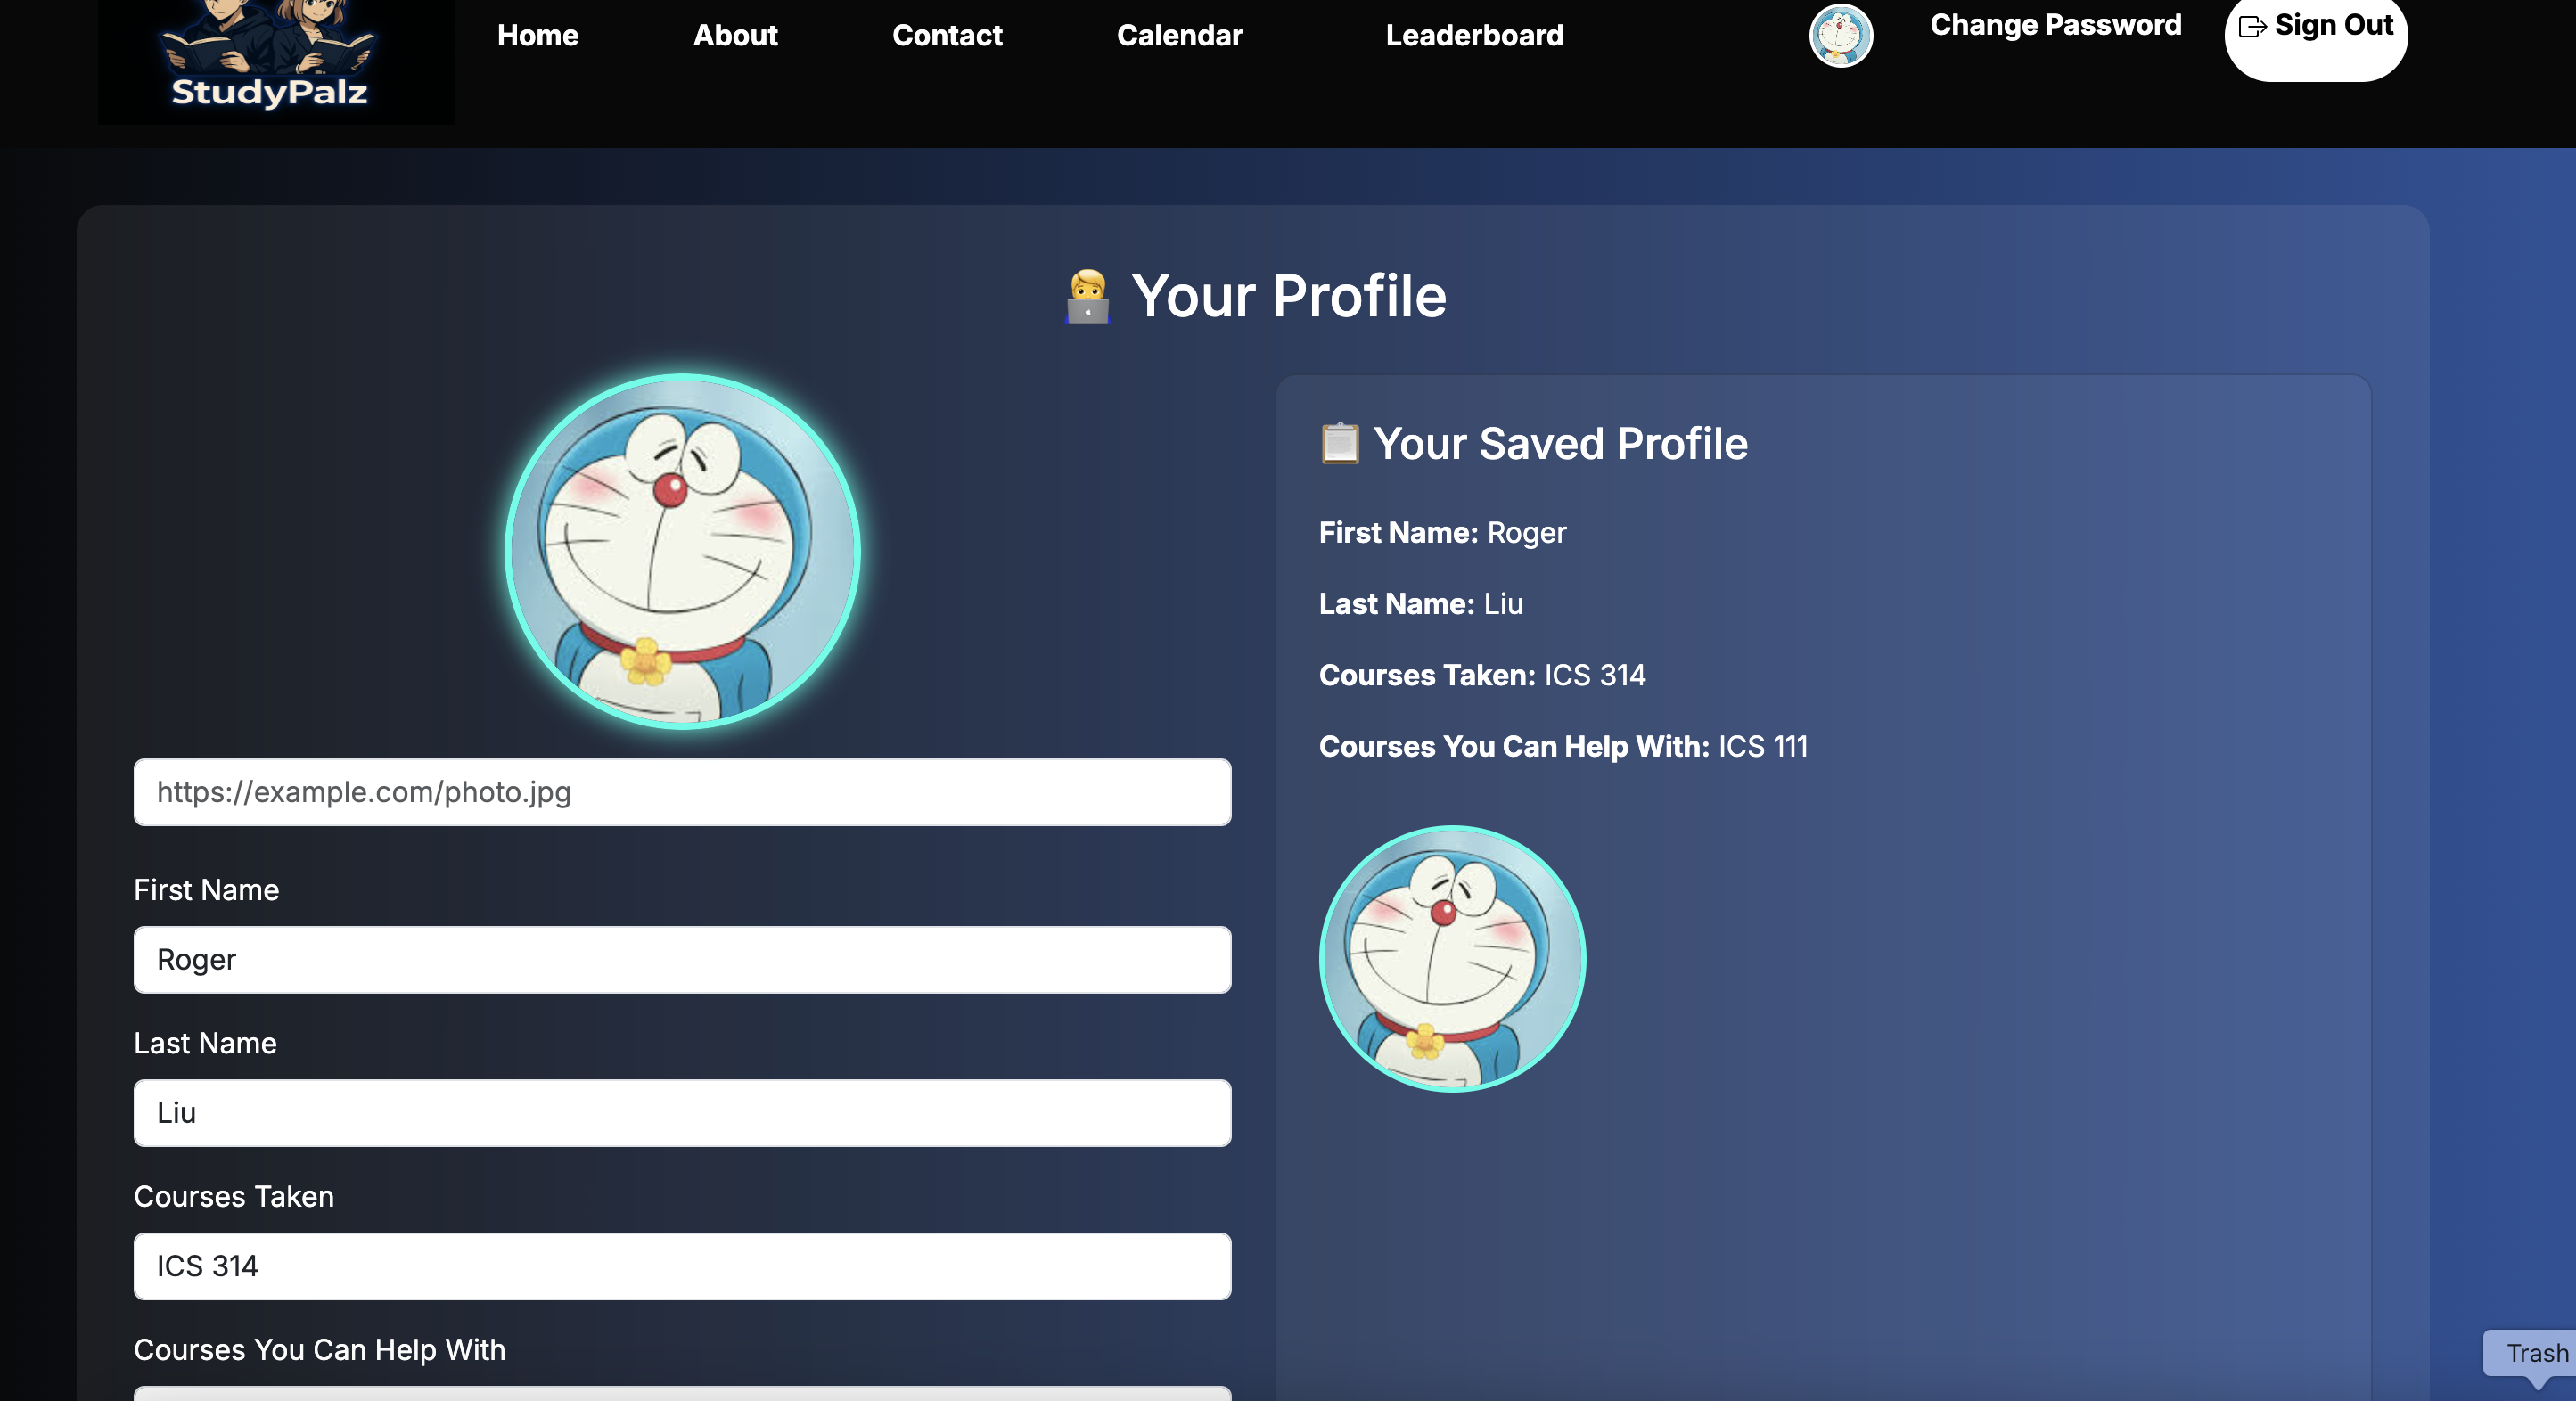 StudyPalz
Home
About
Contact
Calendar
Leaderboard
Change Password
Sign Out
Your Profile
https://example.com/photo.jpg
First Name
Roger
Last Name
Liu
Courses Taken
ICS 314
Courses You Can Help With
Your Saved Profile
First Name: Roger
Last Name: Liu
Courses Taken: ICS 314
Courses You Can Help With: ICS 111
Trash